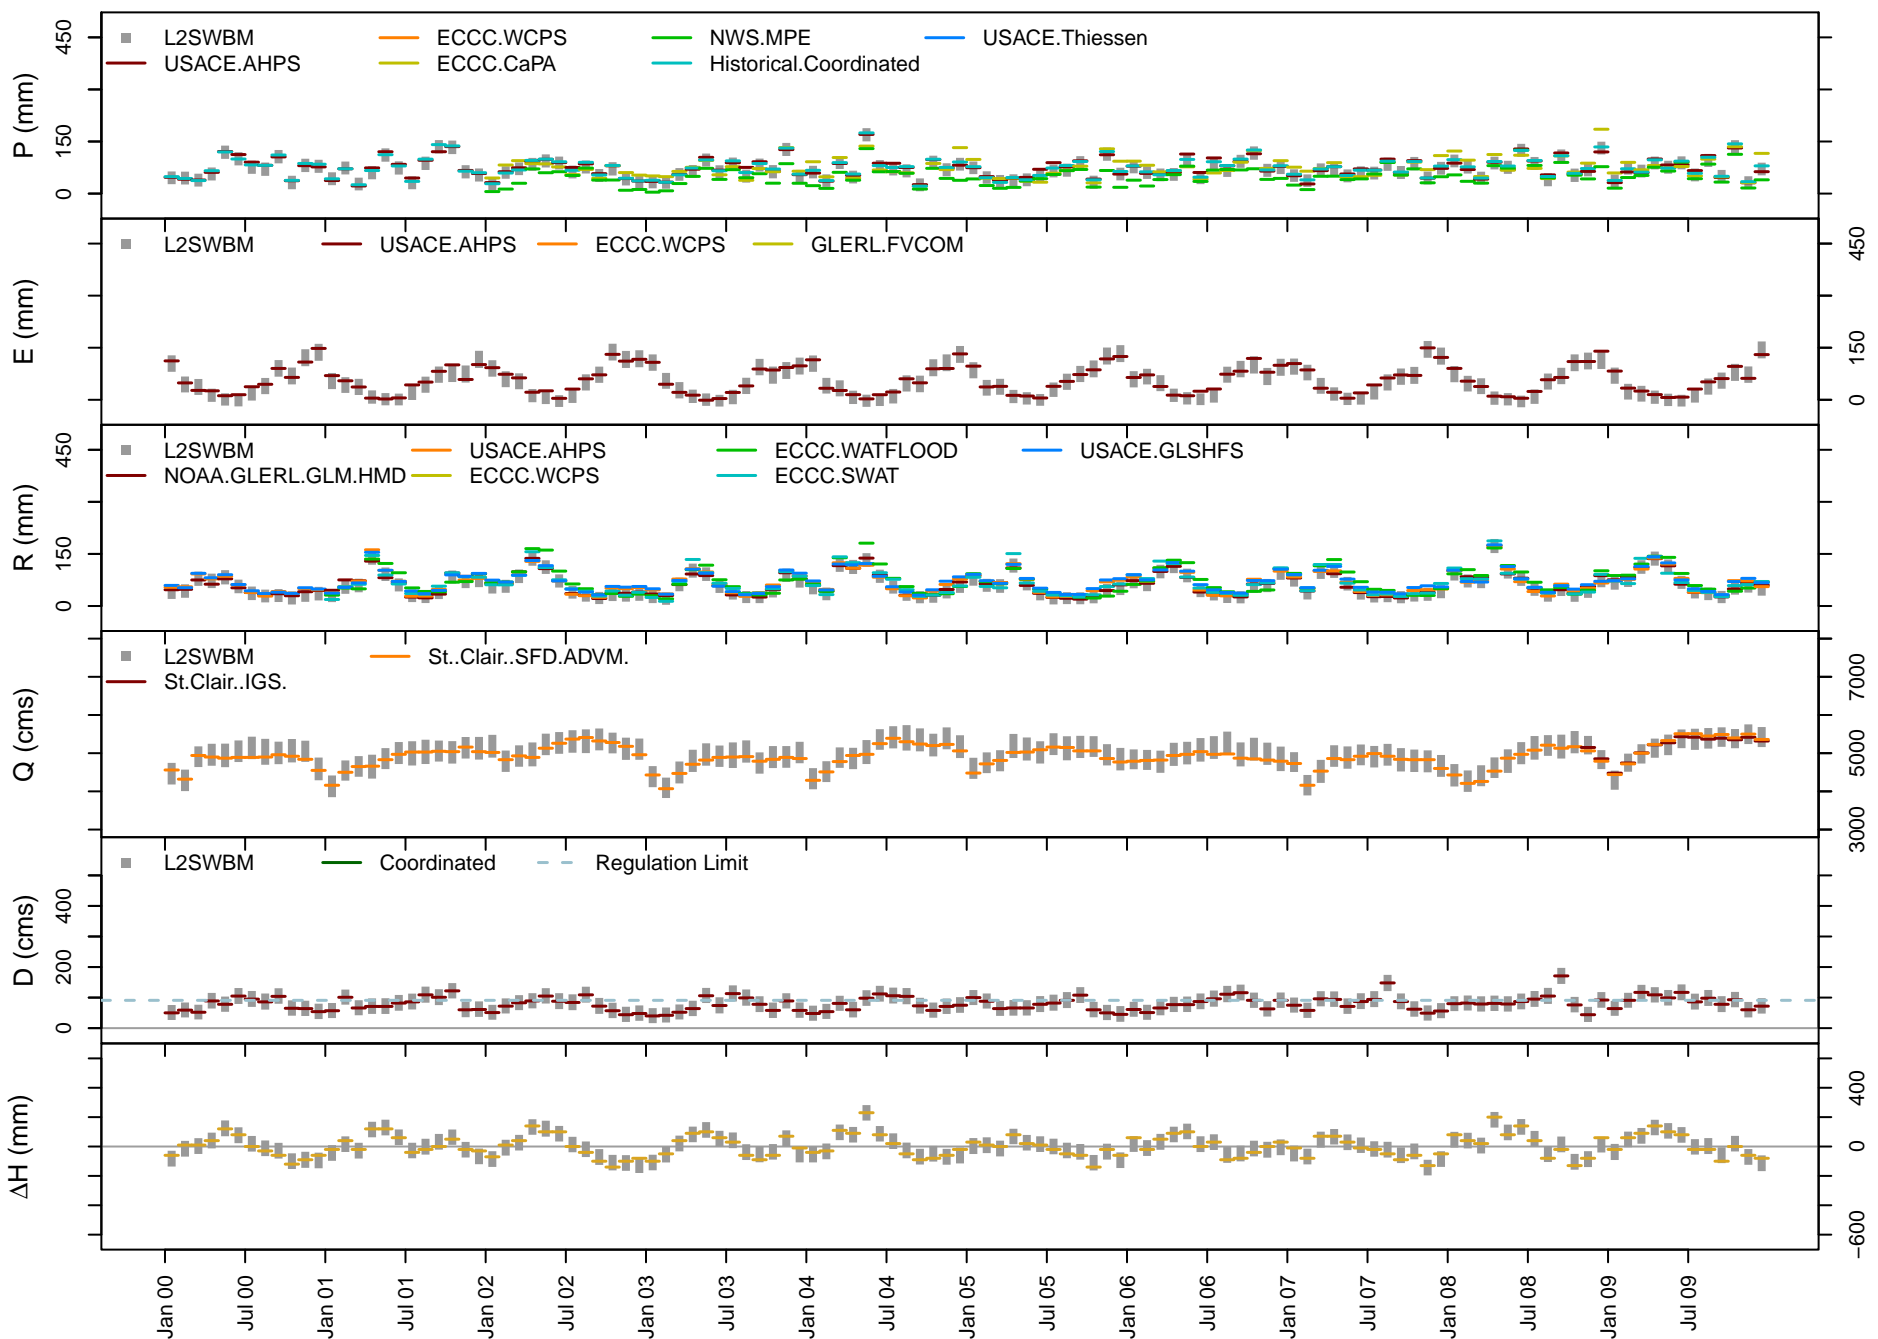 P (mm)
450
150
0
L2SWBM ECCC.WCPS NWS.MPE USACE.Thiessen
USACE.AHPS ECCC.CaPA Historical.Coordinated
E (mm)
L2SWBM USACE.AHPS ECCC.WCPS GLERL.FVCOM
450
150
0
R (mm)
450
150
0
L2SWBM USACE.AHPS ECCC.WATFLOOD USACE.GLSHFS
NOAA.GLERL.GLM.HMD ECCC.WCPS ECCC.SWAT
Q (cms)
L2SWBM St..Clair..SFD.ADVM.
St.Clair..IGS.
7000
5000
3000
D (cms)
400
200
0
L2SWBM Coordinated Regulation Limit
ΔH (mm)
400
0
−600
Jan 00 Jul 00 Jan 01 Jul 01 Jan 02 Jul 02 Jan 03 Jul 03 Jan 04 Jul 04 Jan 05 Jul 05 Jan 06 Jul 06 Jan 07 Jul 07 Jan 08 Jul 08 Jan 09 Jul 09